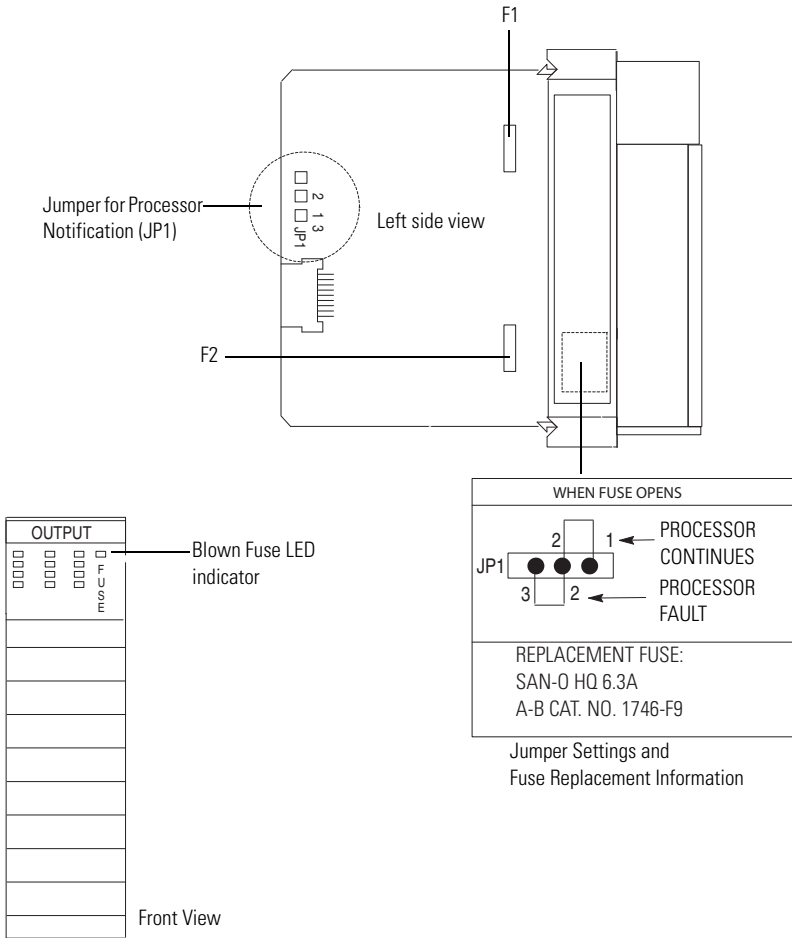 F1
Jumper for Processor
Notification (JP1)
2
1 3
JP1
Left side view
F2
WHEN FUSE OPENS
2 1 PROCESSOR
CONTINUES
JP1
3 2 PROCESSOR
FAULT
REPLACEMENT FUSE:
SAN-O HQ 6.3A
A-B CAT. NO. 1746-F9
Jumper Settings and
Fuse Replacement Information
OUTPUT
FUSE
Blown Fuse LED
indicator
Front View